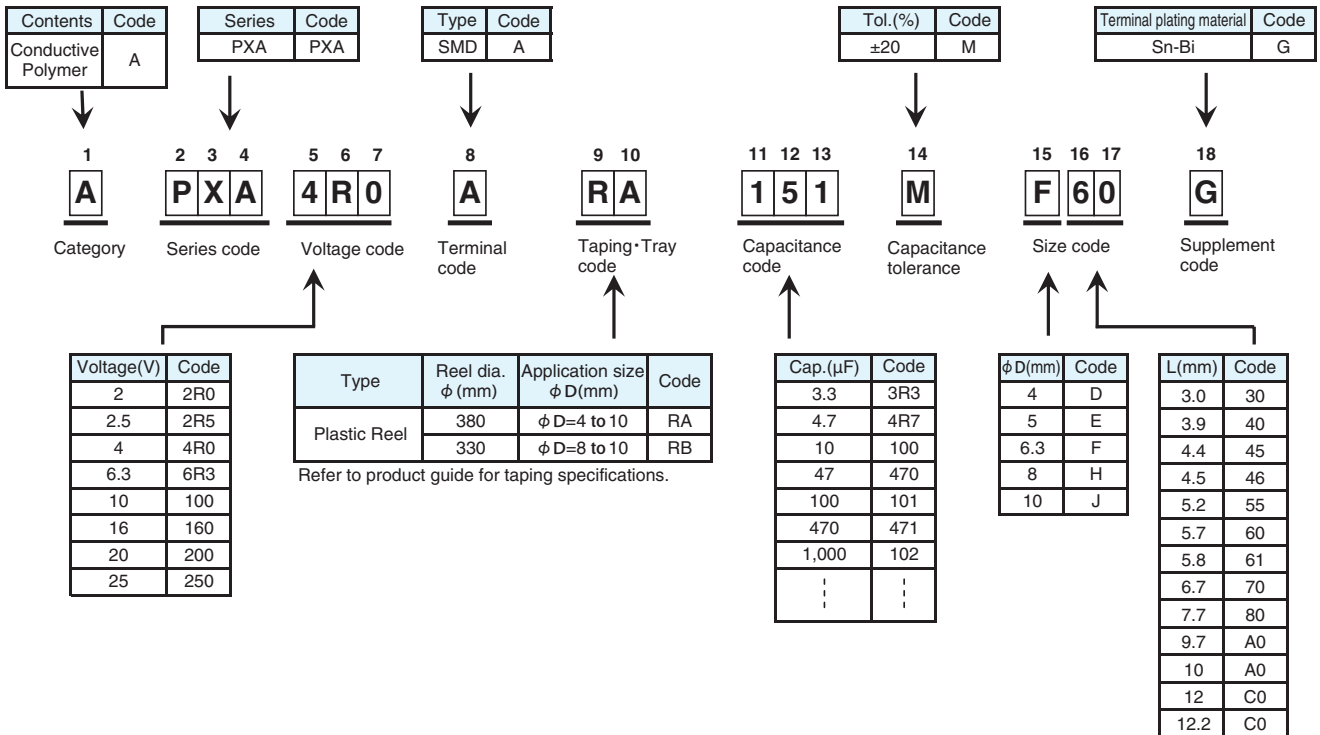 Contents Code
Conductive Polymer A
Series Code
PXA PXA
Type Code
SMD A
Tol.(%) Code
±20 M
Terminal plating material Code
Sn-Bi G
1 2 3 4 5 6 7 8 9 10 11 12 13 14 15 16 17 18
A P X A 4 R 0 A R A 1 5 1 M F 6 0 G
Category
Series code
Voltage code
Terminal
code
Taping・Tray
code
Capacitance
code
Capacitance
tolerance
Size code
Supplement
code
Voltage(V) Code
2 2R0
2.5 2R5
4 4R0
6.3 6R3
10 100
16 160
20 200
25 250
Type Reel dia. φ (mm) Application size φ D(mm) Code
Plastic Reel 380 φ D=4 to 10 RA
330 φ D=8 to 10 RB
Refer to product guide for taping specifications.
Cap.(µF) Code
3.3 3R3
4.7 4R7
10 100
47 470
100 101
470 471
1,000 102
φ D(mm) Code
4 D
5 E
6.3 F
8 H
10 J
L(mm) Code
3.0 30
3.9 40
4.4 45
4.5 46
5.2 55
5.7 60
5.8 61
6.7 70
7.7 80
9.7 A0
10 A0
12 C0
12.2 C0